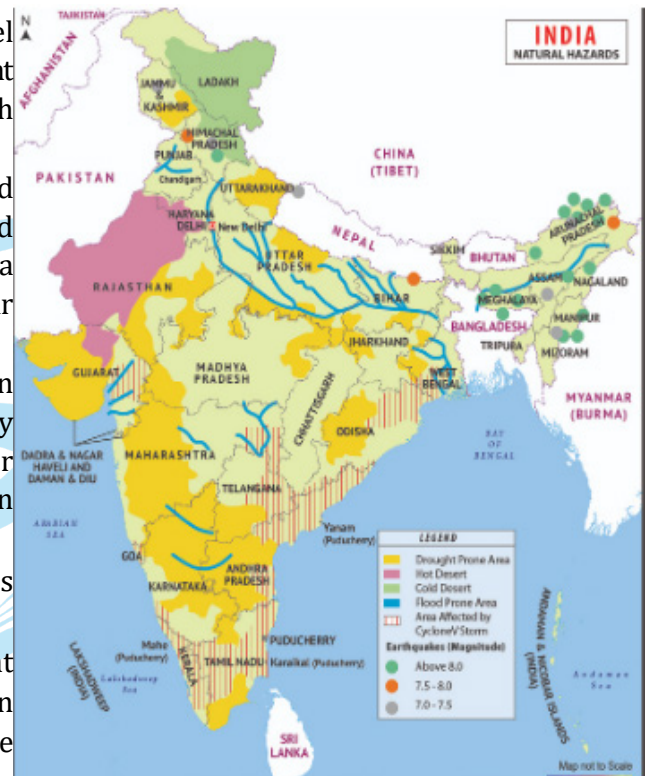 el
nt
h
d
d
a
r
n
y
r
n
s
nt
n
e
N
INDIA
NATURAL HAZARDS
TAJIKISTAN
AFGHANISTAN
LADAKH
JAMMU
&
KASHMIR
HIMACHAL
PRADESH
PUNJAB
Chandigarh
PAKISTAN
CHINA
(TIBET)
UTTARAKHAND
HARYANA
DELHI
New Delhi
NEPAL
ARUNACHAL
PRADESH
SIKKIM
BHUTAN
UTTAR
PRADESH
RAJASTHAN
ASSAM
NAGALAND
BIHAR
MEGHALAYA
MANIPUR
BANGLADESH
JHARKHAND
TRIPURA
MIZORAM
GUJARAT
MADHYA
PRADESH
WEST
BENGAL
CHHATTISGARH
MYANMAR
(BURMA)
ODISHA
DADRA & NAGAR
HAVELI AND
DAMAN & DIU
MAHARASHTRA
BAY
OF
BENGAL
TELANGANA
ARABIAN
SEA
Yanam
(Puducherry)
GOA
ANDHRA
PRADESH
KARNATAKA
LEGEND
Drought Prone Area
Hot Desert
Cold Desert
Flood Prone Area
Area Affected by
CycloneV Storm
Earthquakes (Magnitude)
Above 8.0
7.5 - 8.0
7.0 - 7.5
PUDUCHERRY
Mahe
(Puducherry)
KERALA
TAMIL NADU
Karaikal (Puducherry)
LAKSHADWEEP
(INDIA)
Lakshadweep
Sea
ANDAMAN & NICOBAR ISLANDS
(INDIA)
Andaman
Sea
SRI
LANKA
Map not to Scale